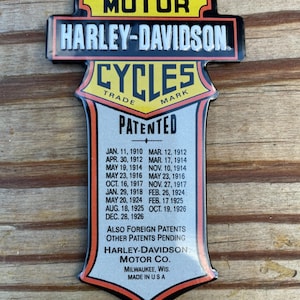 MOTOR
HARLEY-DAVIDSON
CYCLES
TRADE MARK
PATENTED
JAN. 11, 1910 MAR. 12, 1912
APR. 30, 1912 MAR. 17, 1914
MAY 19, 1914 NOV. 10, 1914
MAY 23, 1916 MAY 23, 1916
OCT. 16, 1917 NOV. 27, 1917
JAN. 29, 1918 FEB. 26, 1924
MAY 20, 1924 FEB. 17 1925
AUG. 18, 1925 OCT. 19, 1926
DEC. 28, 1926
ALSO FOREIGN PATENTS
OTHER PATENTS PENDING
HARLEY-DAVIDSON
MOTOR CO.
MILWAUKEE, WIS.
MADE IN U S A